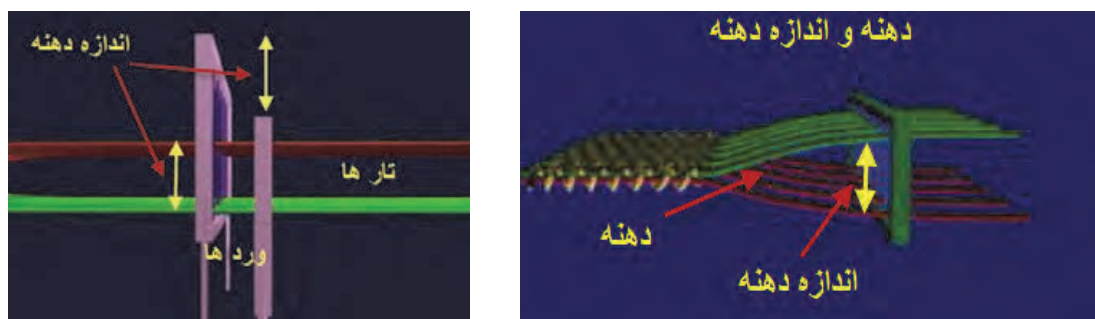 دهنه و اندازه دهنه
دهنه
اندازه دهنه
اندازه دهنه
تار ها
ورد ها